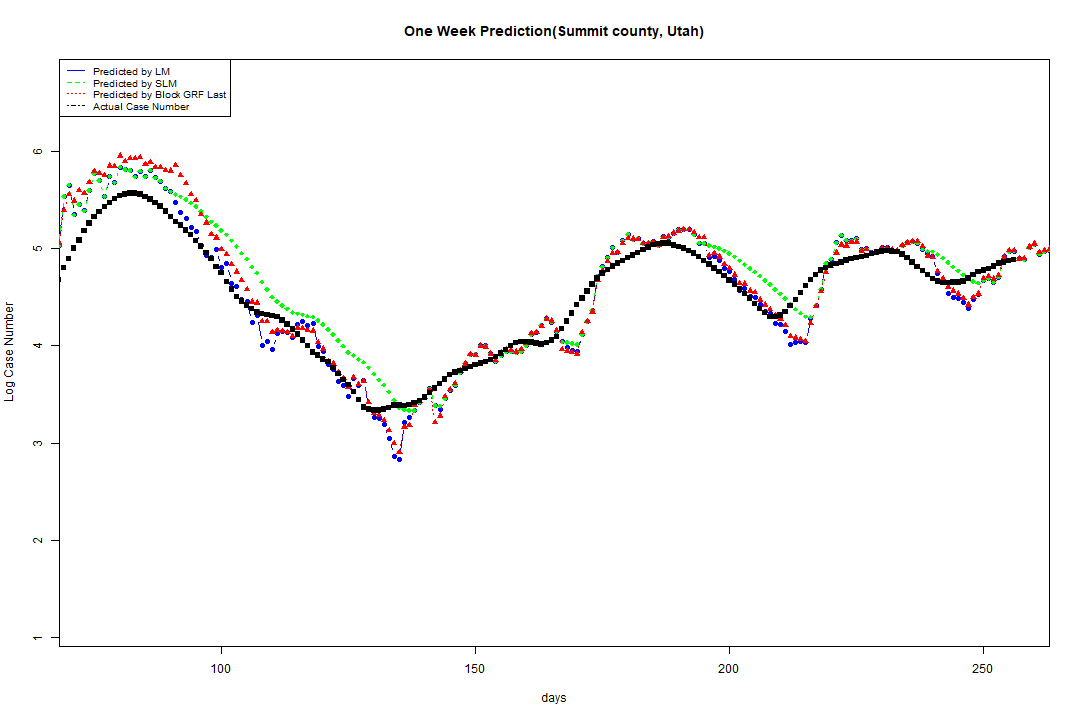 One Week Prediction(Summit county, Utah)
Predicted by LM
Predicted by SLM
Predicted by Block GRF Last
Actual Case Number
6
5
4
3
2
1
Log Case Number
100 150 200 250
days